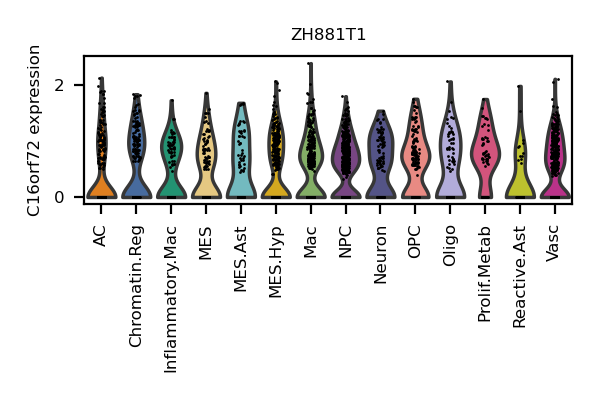 ZH881T1
C16orf72 expression
2
0
AC
Chromatin.Reg
Inflammatory.Mac
MES
MES.Ast
MES.Hyp
Mac
NPC
Neuron
OPC
Oligo
Prolif.Metab
Reactive.Ast
Vasc